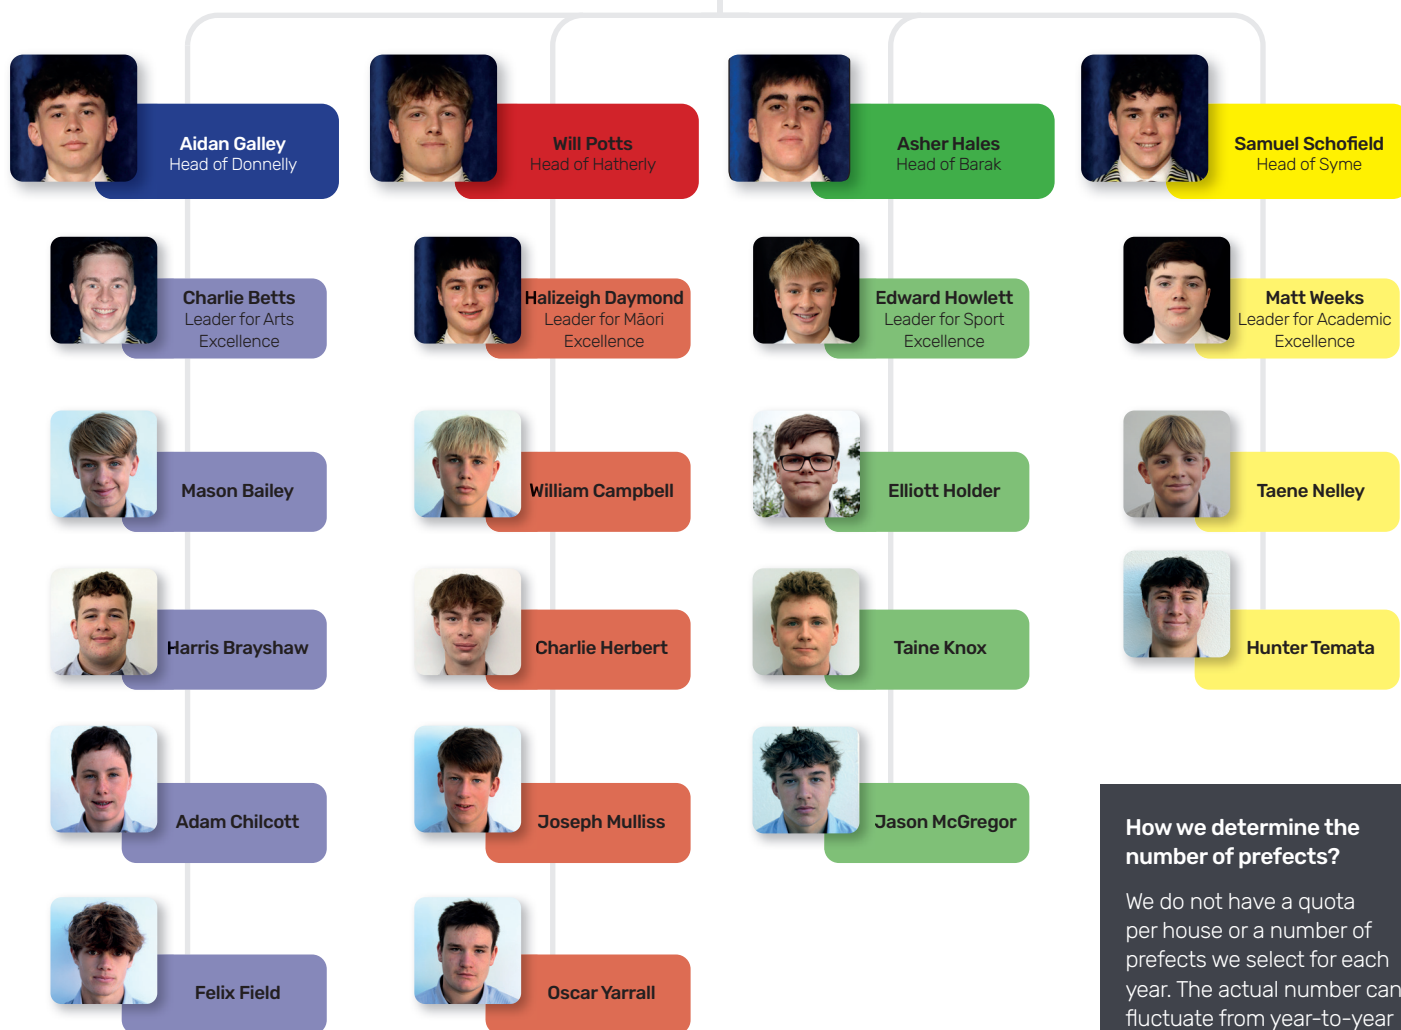 Aidan Galley
Head of Donnelly
Will Potts
Head of Hatherly
Asher Hales
Head of Barak
Samuel Schofield
Head of Syme
Charlie Betts
Leader for Arts
Excellence
Halizeigh Daymond
Leader for Māori
Excellence
Edward Howlett
Leader for Sport
Excellence
Matt Weeks
Leader for Academic
Excellence
Mason Bailey
William Campbell
Elliott Holder
Taene Nelley
Harris Brayshaw
Charlie Herbert
Taine Knox
Hunter Temata
Adam Chilcott
Joseph Mulliss
Jason McGregor
Felix Field
Oscar Yarrall
How we determine the
number of prefects?
We do not have a quota
per house or a number of
prefects we select for each
year. The actual number can
fluctuate from year-to-year